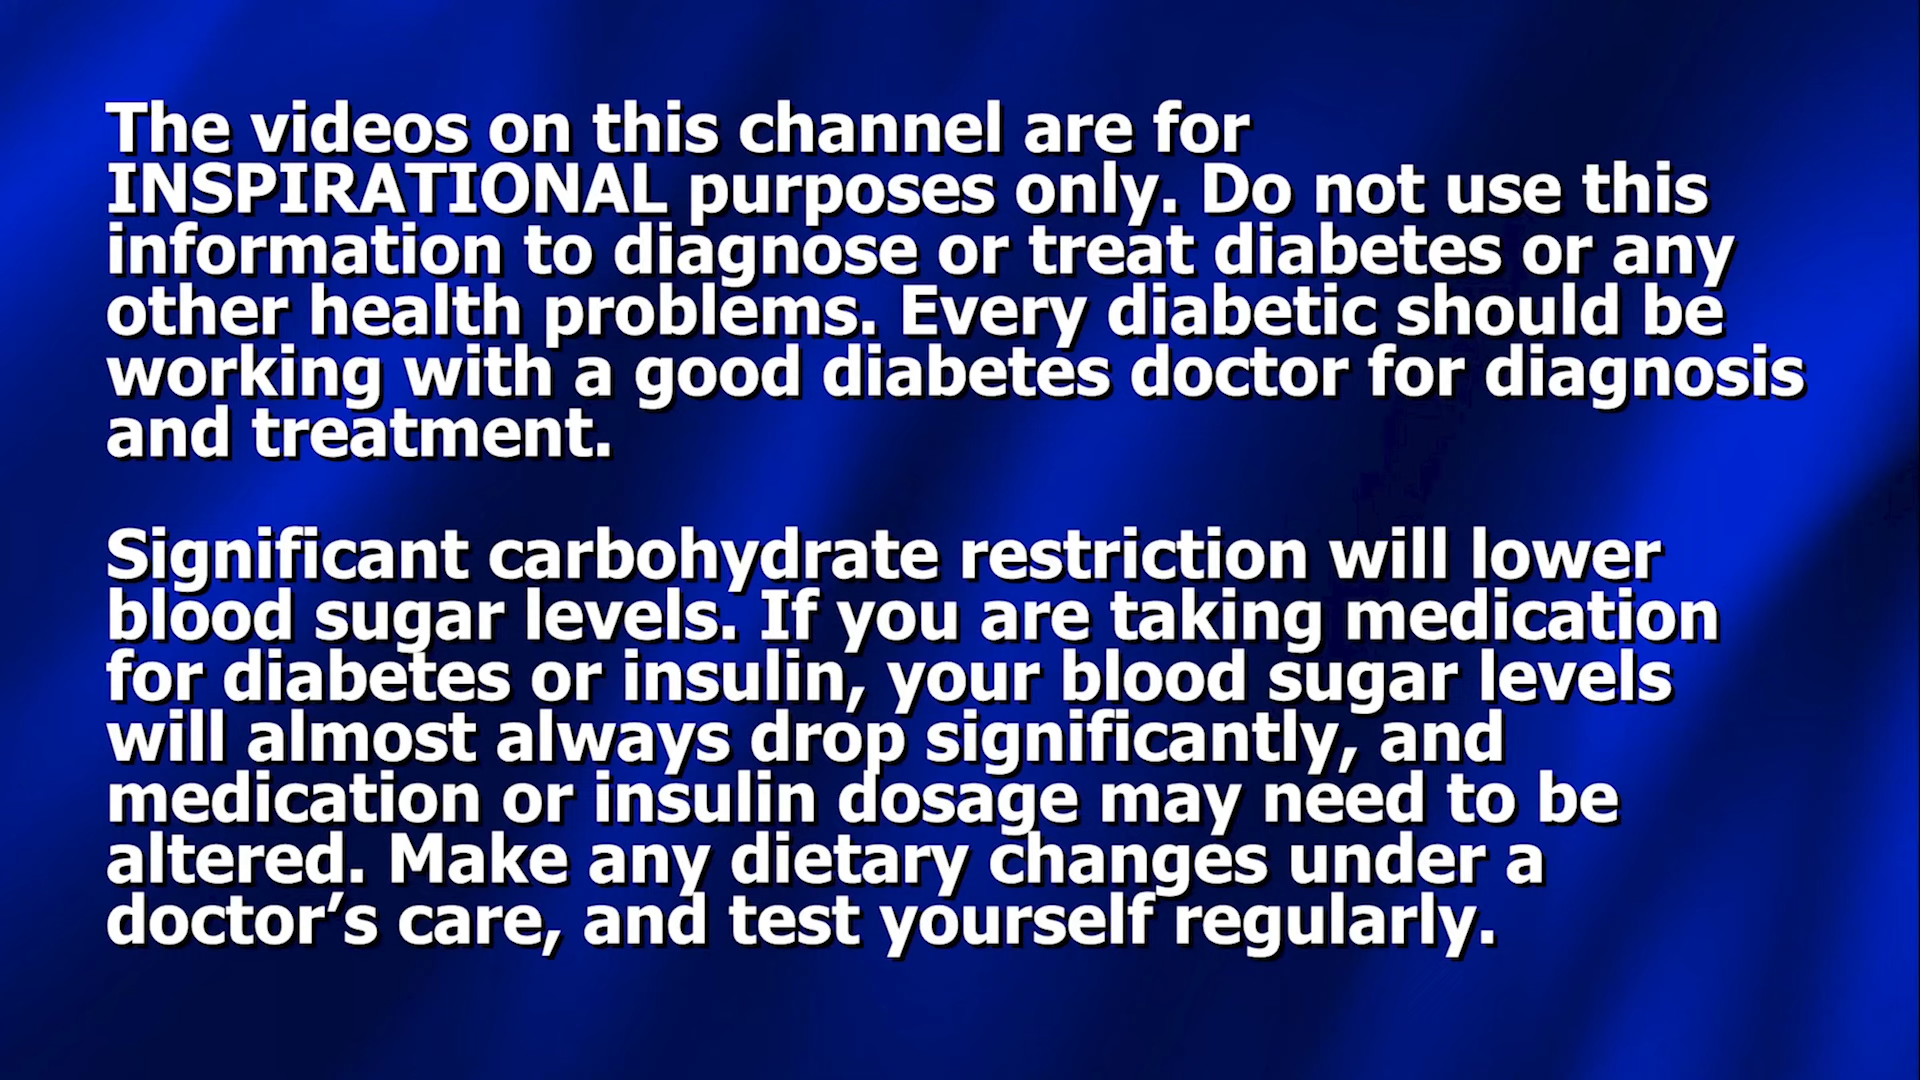 The videos on this channel are for
INSPIRATIONAL purposes only. Do not use this
information to diagnose or treat diabetes or any
other health problems. Every diabetic should be
working with a good diabetes doctor for diagnosis
and treatment.
Significant carbohydrate restriction will lower
blood sugar levels. If you are taking medication
for diabetes or insulin, your blood sugar levels
will almost always drop significantly, and
medication or insulin dosage may need to be
altered. Make any dietary changes under a
doctor’s care, and test yourself regularly.